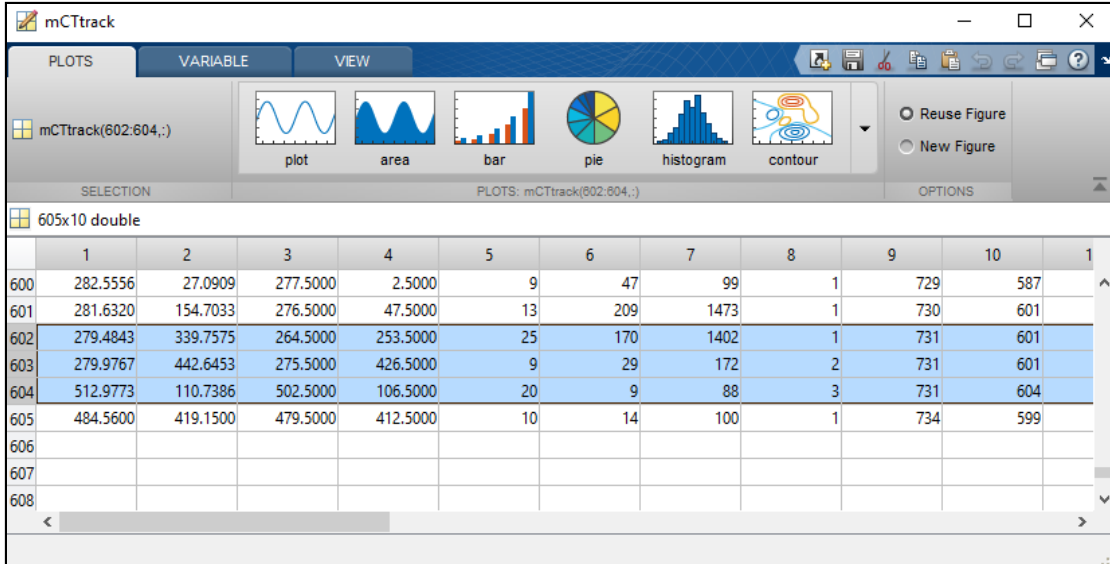 mCTtrack
PLOTS VARIABLE VIEW
mCTtrack(602:604,:)
plot area bar pie histogram contour
Reuse Figure
New Figure
SELECTION PLOTS: mCTtrack(602:604,:) OPTIONS
605x10 double
1 2 3 4 5 6 7 8 9 10 1
600 282.5556 27.0909 277.5000 2.5000 9 47 99 1 729 587
601 281.6320 154.7033 276.5000 47.5000 13 209 1473 1 730 601
602 279.4843 339.7575 264.5000 253.5000 25 170 1402 1 731 601
603 279.9767 442.6453 275.5000 426.5000 9 29 172 2 731 601
604 512.9773 110.7386 502.5000 106.5000 20 9 88 3 731 604
605 484.5600 419.1500 479.5000 412.5000 10 14 100 1 734 599
606
607
608